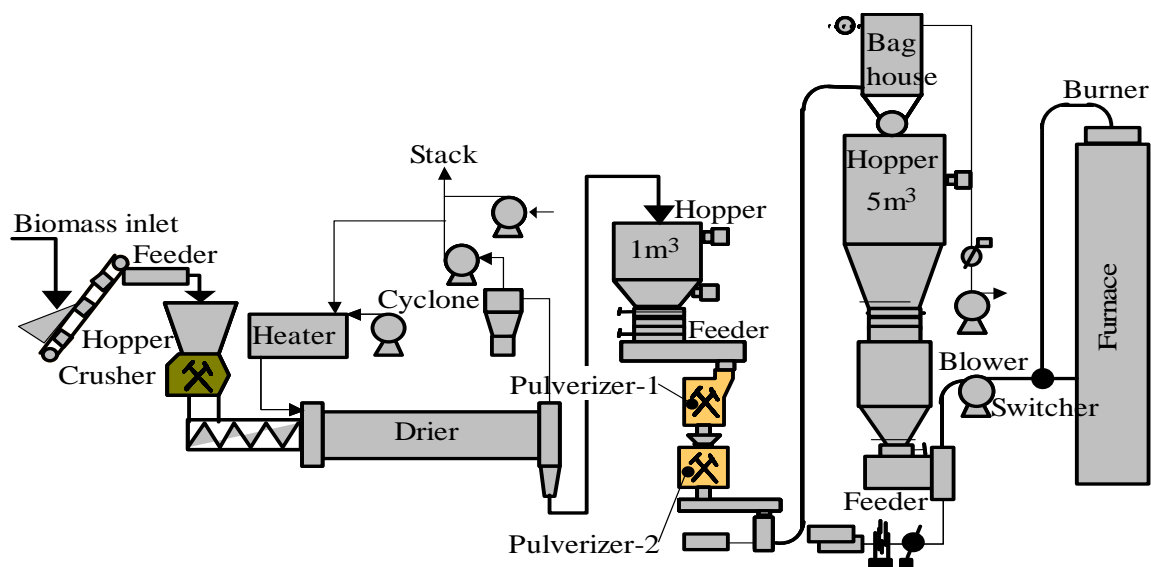 Bag
house
Burner
Stack
Hopper
5m³
Biomass inlet
Hopper
1m³
Feeder
Cyclone
Hopper
Heater
Feeder
Crusher
Pulverizer-1
Blower
Switcher
Furnace
Drier
Feeder
Pulverizer-2